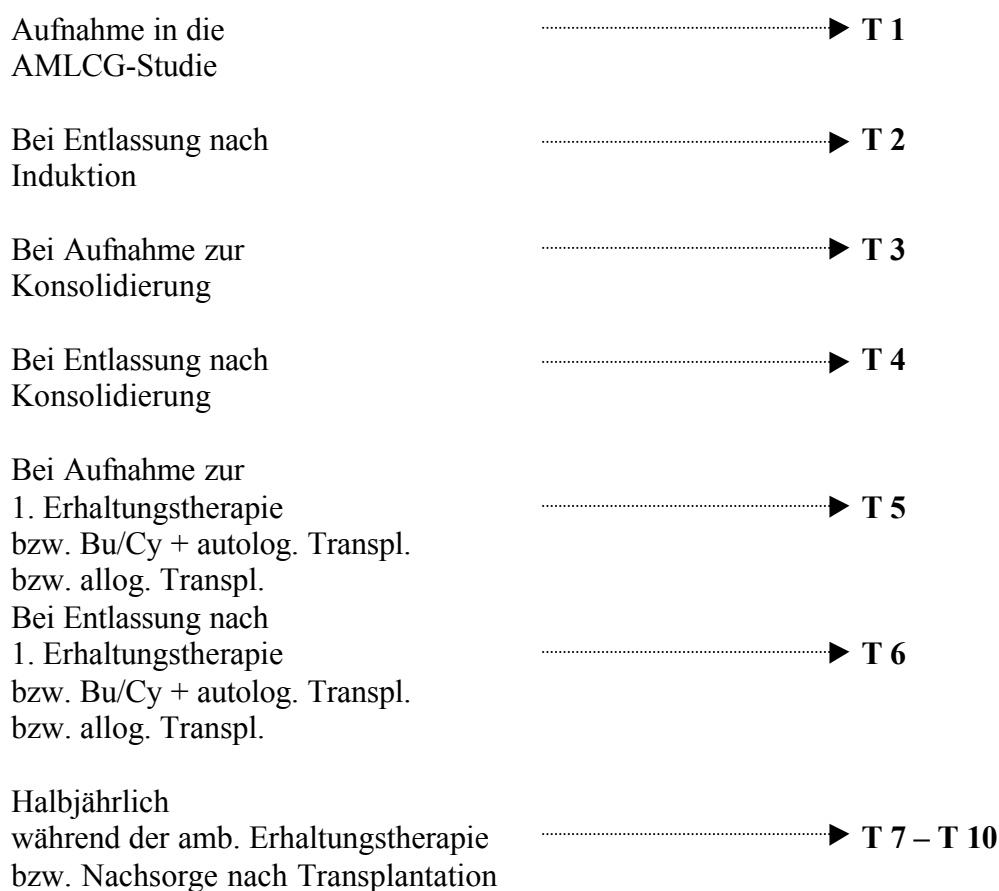 Aufnahme in die T 1
AMLCG-Studie
Bei Entlassung nach T 2
Induktion
Bei Aufnahme zur T 3
Konsolidierung
Bei Entlassung nach T 4
Konsolidierung
Bei Aufnahme zur
1. Erhaltungstherapie T 5
bzw. Bu/Cy + autolog. Transpl.
bzw. allog. Transpl.
Bei Entlassung nach
1. Erhaltungstherapie T 6
bzw. Bu/Cy + autolog. Transpl.
bzw. allog. Transpl.
Halbjährlich
während der amb. Erhaltungstherapie T 7 – T 10
bzw. Nachsorge nach Transplantation